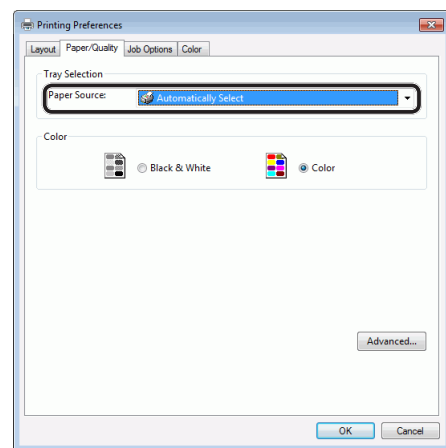 Printing Preferences
Layout Paper/Quality Job Options Color
Tray Selection
Paper Source: Automatically Select
Color
Black & White Color
Advanced...
OK Cancel